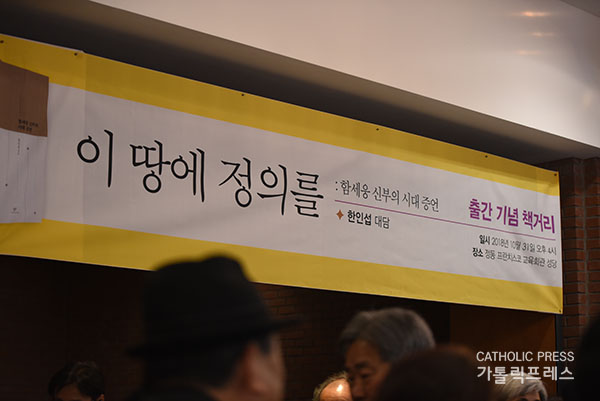 이 땅에 정의를
: 함세웅 신부의 시대 증언
한인섭 대담
출간 기념 책거리
일시 2018년 10월 31일 오후 4시
장소 정동 프란치스코 교육회관 성당
CATHOLIC PRESS
가톨릭프레스